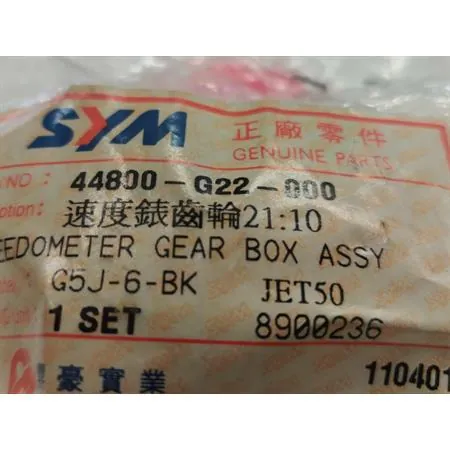 SYM 正廠零件
GENUINE PARTS
NO : 44800-G22-000
ption: 速度錶齒輪21:10
EEDOMETER GEAR BOX ASSY
G5J-6-BK JET50
1 SET 8900236
豪實業 110401